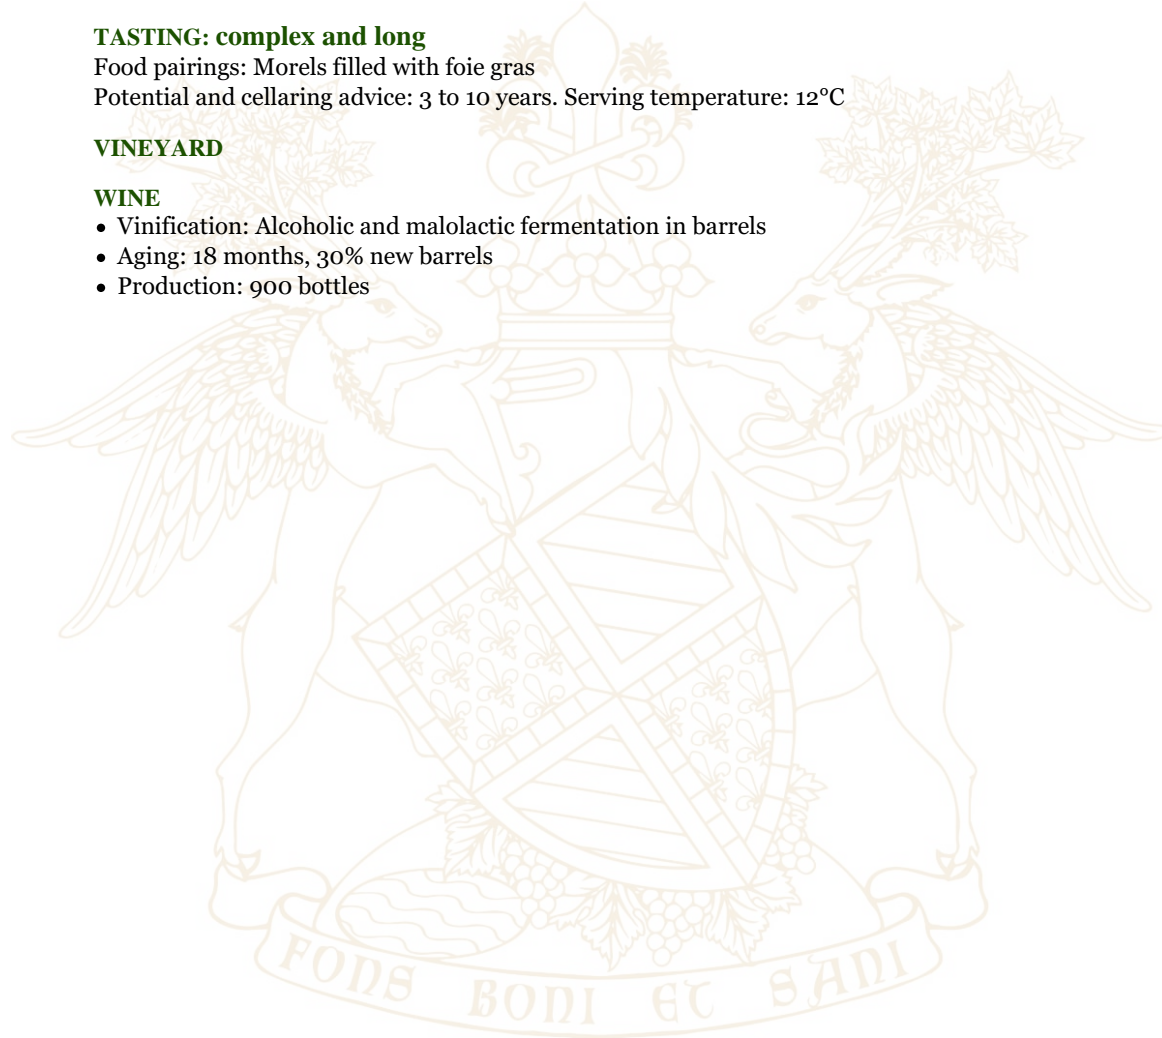 TASTING: complex and long
Food pairings: Morels filled with foie gras
Potential and cellaring advice: 3 to 10 years. Serving temperature: 12°C
VINEYARD
WINE
• Vinification: Alcoholic and malolactic fermentation in barrels
• Aging: 18 months, 30% new barrels
• Production: 900 bottles
FONS BONI ET SANI